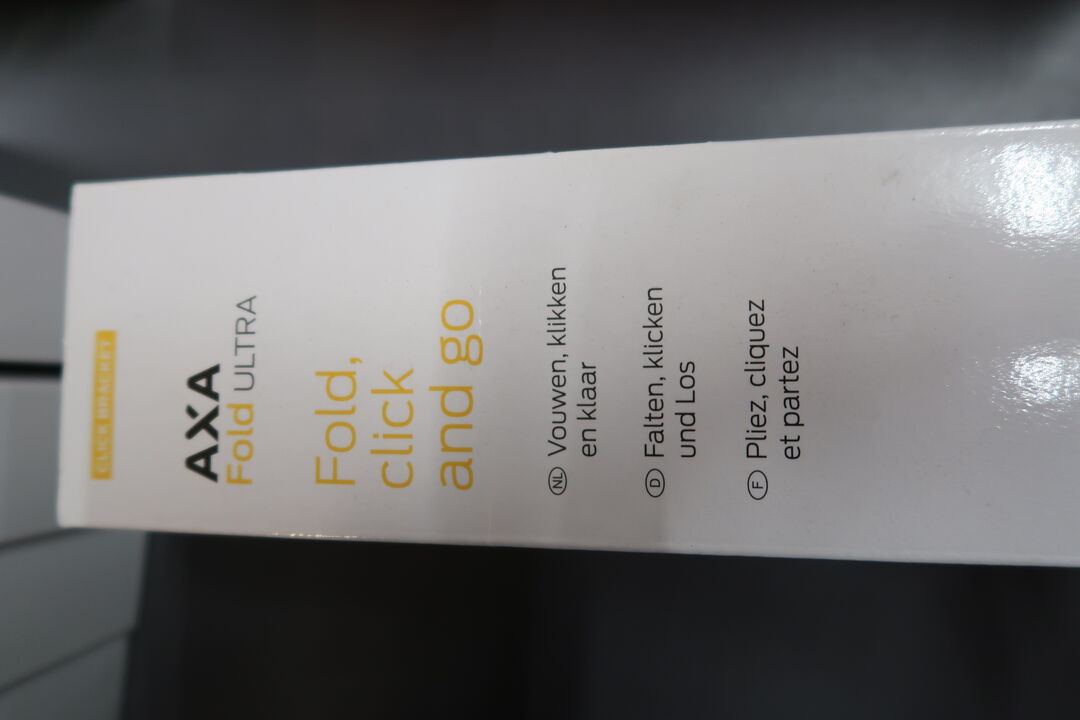 CLICK BRACKET
AXA
Fold ULTRA
Fold,
click
and go
NL Vouwen, klikken
en klaar
D Falten, klicken
und Los
F Pliez, cliquez
et partez